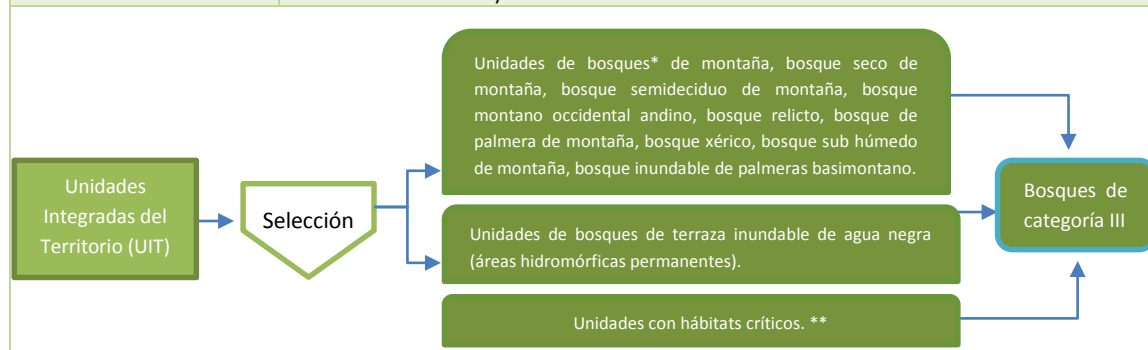 Unidades
Integradas del
Territorio (UIT)
Selección
Unidades de bosques* de montaña, bosque seco de
montaña, bosque semideciduo de montaña, bosque
montano occidental andino, bosque relicto, bosque de
palmera de montaña, bosque xérico, bosque sub húmedo
de montaña, bosque inundable de palmeras basimontano.
Unidades de bosques de terraza inundable de agua negra
(áreas hidromórficas permanentes).
Unidades con hábitats críticos. **
Bosques de
categoría III